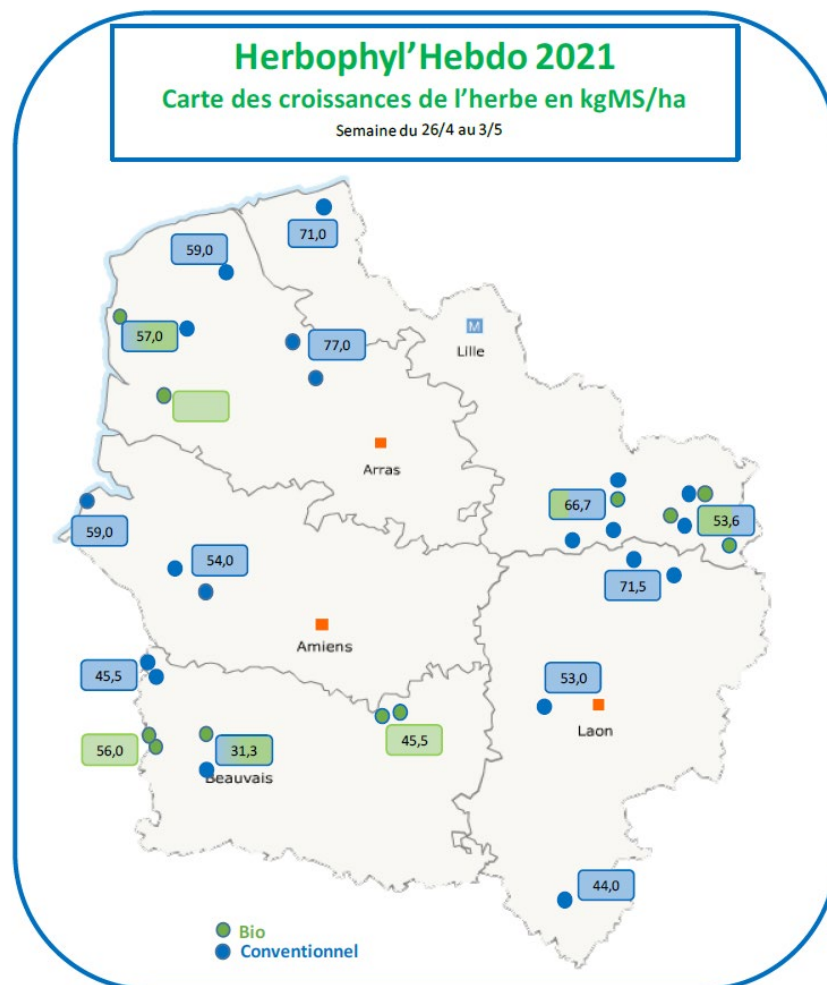 Herbophyl'Hebdo 2021
Carte des croissances de l'herbe en kgMS/ha
Semaine du 26/4 au 3/5
71,0
59,0
57,0
77,0
M
Lille
Arras
66,7
53,6
59,0
54,0
71,5
Amiens
45,5
53,0
Laon
56,0
31,3
45,5
Beauvais
44,0
Bio
Conventionnel